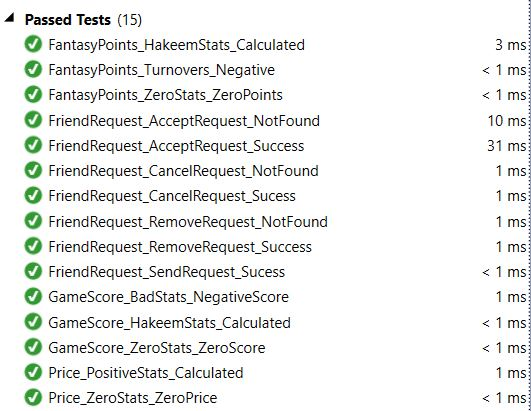 Passed Tests (15)
FantasyPoints_HakeemStats_Calculated 3 ms
FantasyPoints_Turnovers_Negative < 1 ms
FantasyPoints_ZeroStats_ZeroPoints < 1 ms
FriendRequest_AcceptRequest_NotFound 10 ms
FriendRequest_AcceptRequest_Success 31 ms
FriendRequest_CancelRequest_NotFound 1 ms
FriendRequest_CancelRequest_Sucess 1 ms
FriendRequest_RemoveRequest_NotFound 1 ms
FriendRequest_RemoveRequest_Success 1 ms
FriendRequest_SendRequest_Sucess < 1 ms
GameScore_BadStats_NegativeScore 1 ms
GameScore_HakeemStats_Calculated < 1 ms
GameScore_ZeroStats_ZeroScore < 1 ms
Price_PositiveStats_Calculated 1 ms
Price_ZeroStats_ZeroPrice < 1 ms